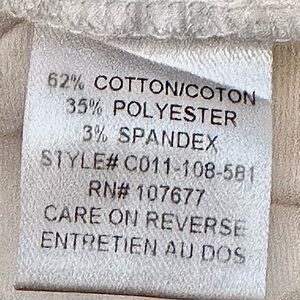 62% COTTON/COTON
35% POLYESTER
3% SPANDEX
STYLE# C011-108-581
RN# 107677
CARE ON REVERSE
ENTRETIEN AU DOS